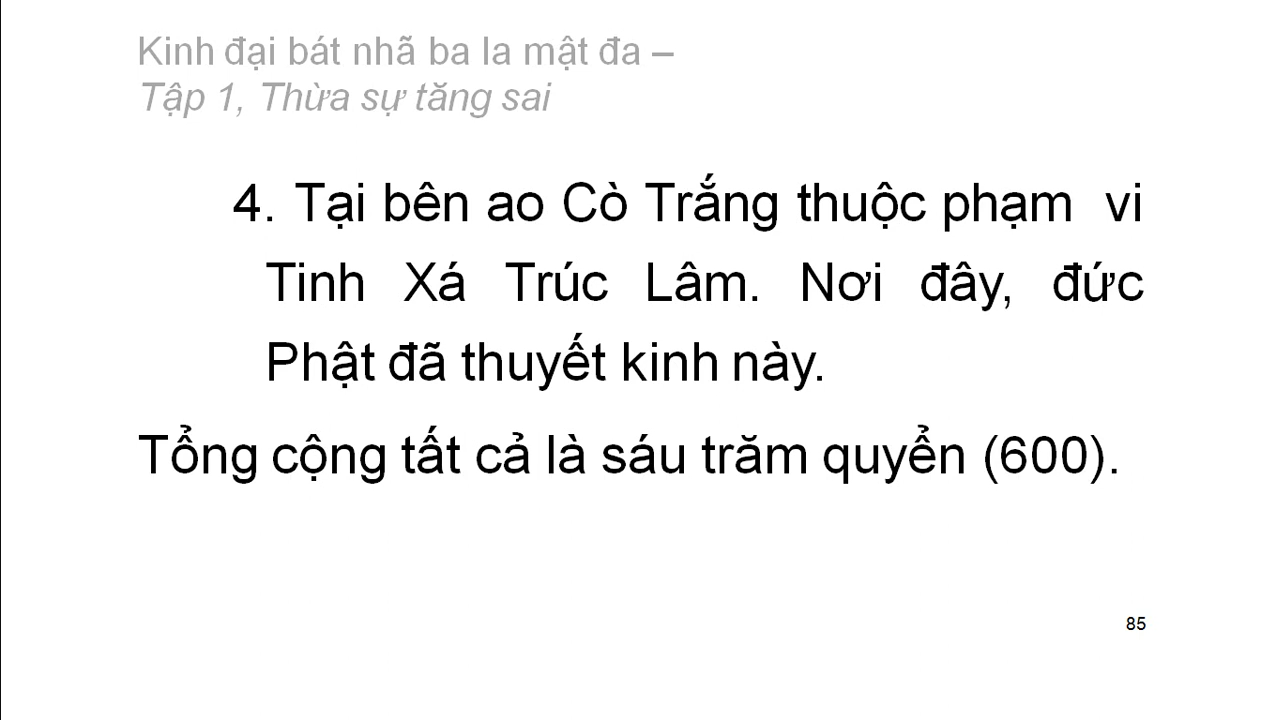 Kinh đại bát nhã ba la mật đa –
Tập 1, Thừa sự tăng sai
4. Tại bên ao Cò Trắng thuộc phạm vi
Tinh Xá Trúc Lâm. Nơi đây, đức
Phật đã thuyết kinh này.
Tổng cộng tất cả là sáu trăm quyển (600).
85